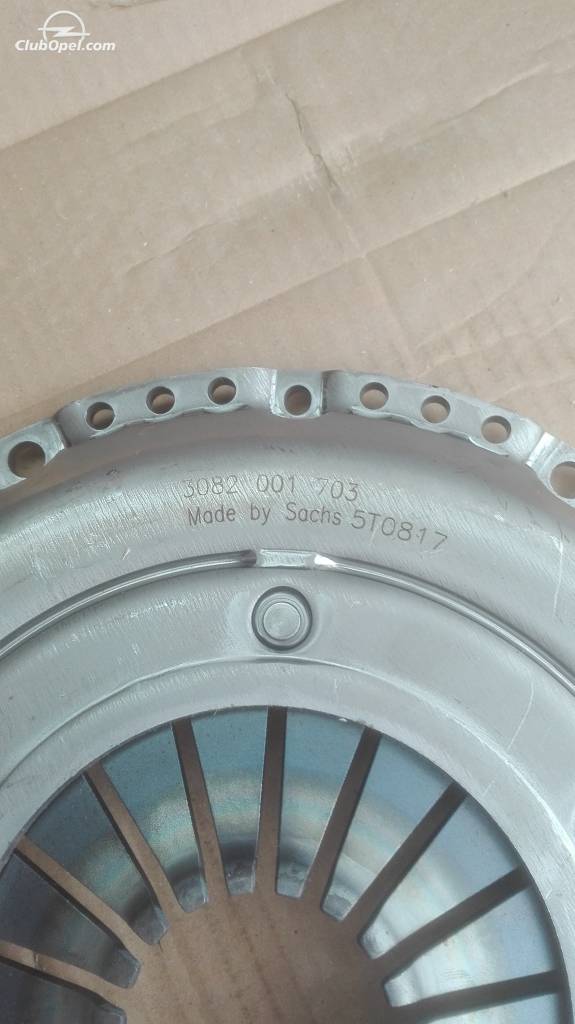 ClubOpel.com
3082 001 703
Made by Sachs 5T0817